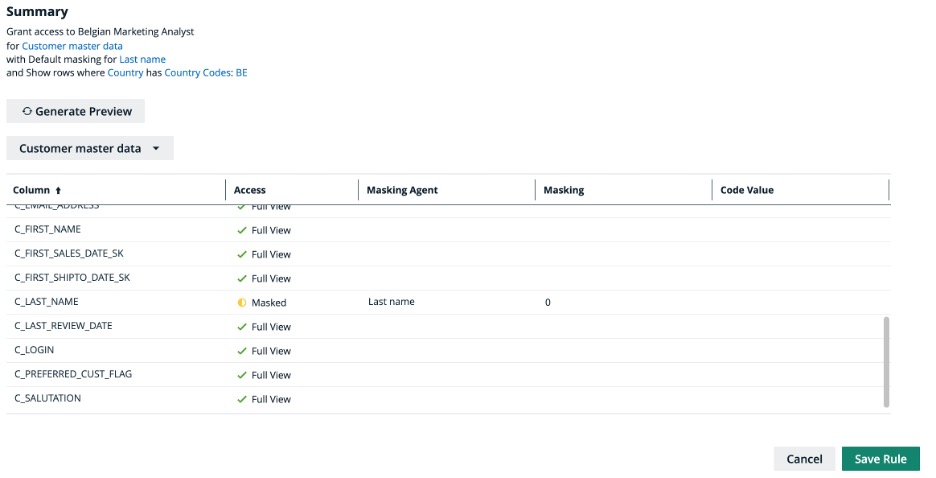 Summary
Grant access to Belgian Marketing Analyst
for Customer master data
with Default masking for Last name
and Show rows where Country has Country Codes: BE
Generate Preview
Customer master data
Column Access Masking Agent Masking Code Value
C_EMAIL_ADDRESS Full View
C_FIRST_NAME Full View
C_FIRST_SALES_DATE_SK Full View
C_FIRST_SHIPTO_DATE_SK Full View
C_LAST_NAME Masked Last name 0
C_LAST_REVIEW_DATE Full View
C_LOGIN Full View
C_PREFERRED_CUST_FLAG Full View
C_SALUTATION Full View
Cancel Save Rule